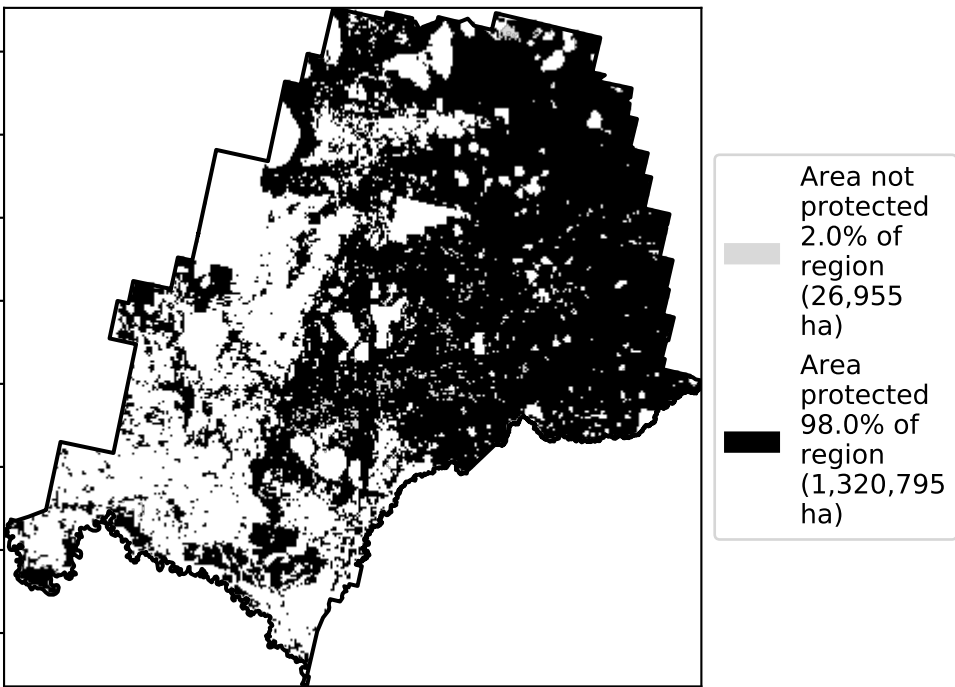 Area not
protected
2.0% of
region
(26,955
ha)
Area
protected
98.0% of
region
(1,320,795
ha)